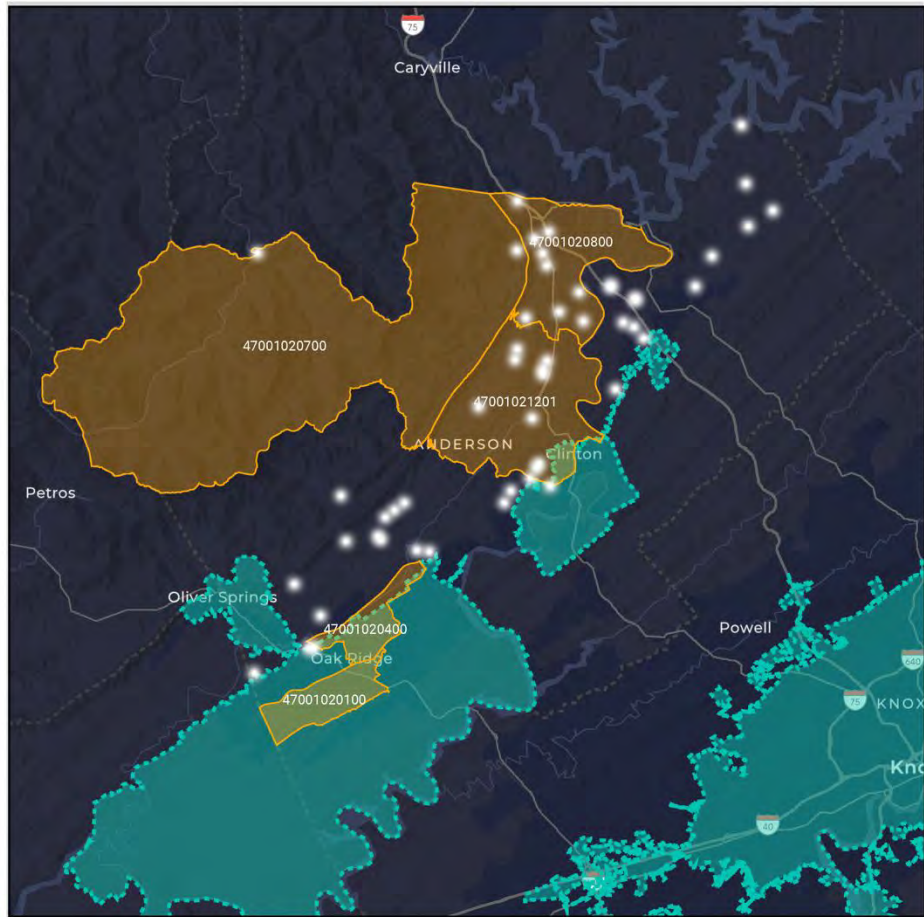 75
Caryville
47001020800
47001020700
47001021201
ANDERSON
Clinton
Petros
Oliver Springs
47001020400
Powell
Oak Ridge
640
47001020100
75
KNOX
Kno
40